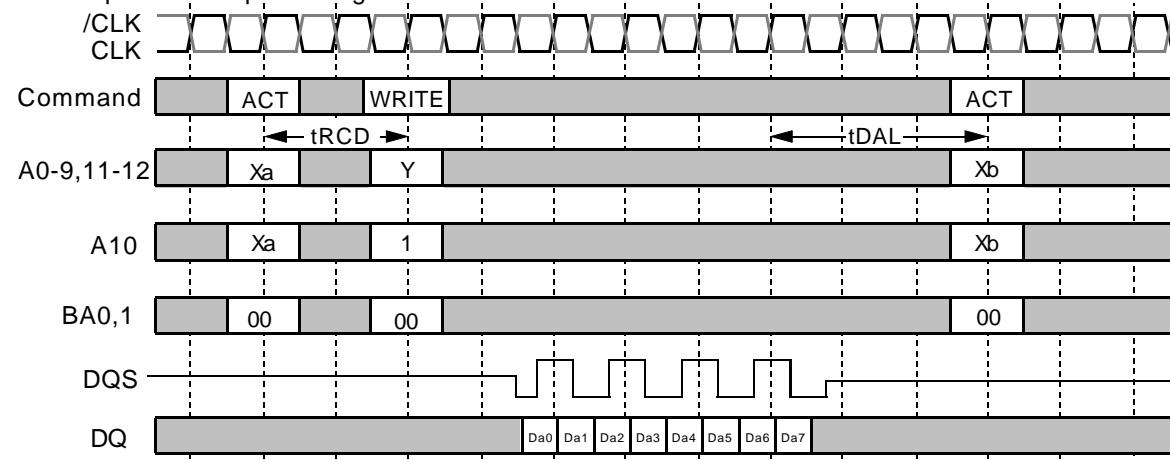 /CLK
CLK
Command ACT WRITE ACT
tRCD tDAL
A0-9,11-12 Xa Y Xb
A10 Xa 1 Xb
BA0,1 00 00 00
DQS
DQ Da0 Da1 Da2 Da3 Da4 Da5 Da6 Da7